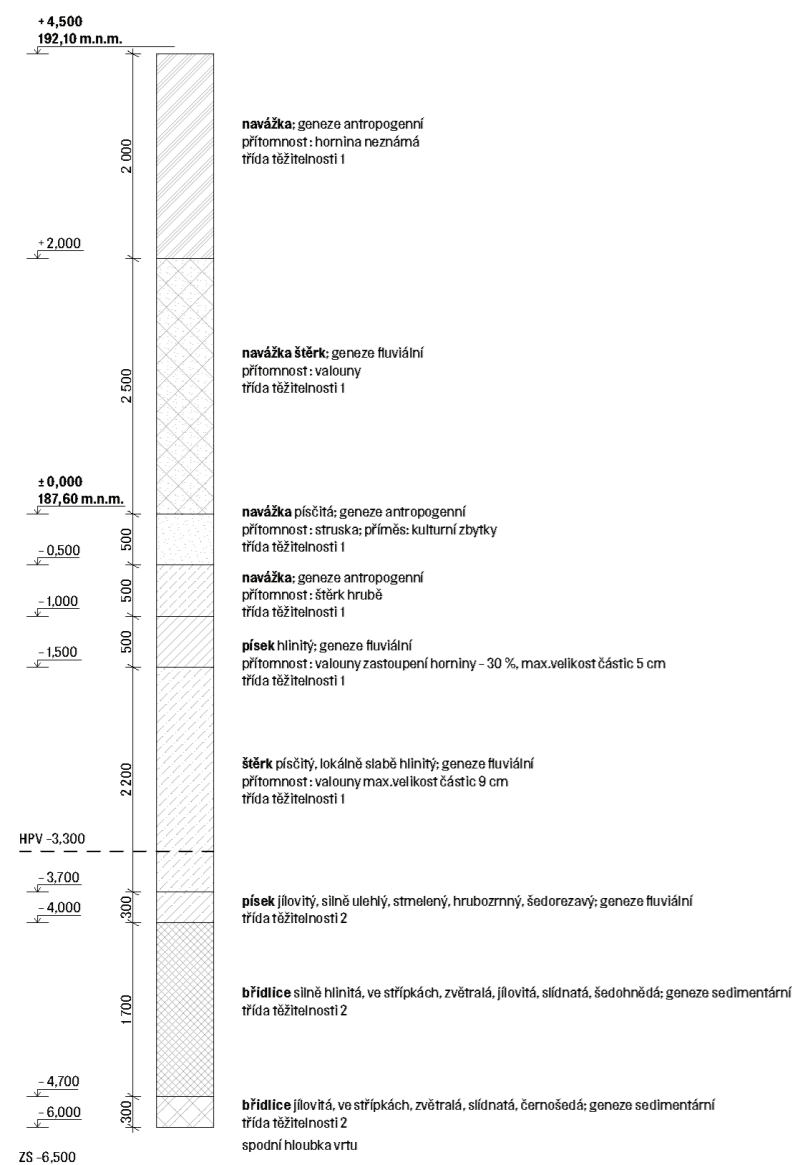 + 4,500
192,10 m.n.m.
2 000
navážka; geneze antropogenní
přítomnost: hornina neznámá
třída těžitelnosti 1
+ 2,000
2 500
navážka štěrk; geneze fluviální
přítomnost: valouny
třída těžitelnosti 1
± 0,000
187,60 m.n.m.
500
navážka písčitá; geneze antropogenní
přítomnost: struska; příměs: kulturní zbytky
třída těžitelnosti 1
– 0,500
500
navážka; geneze antropogenní
přítomnost: štěrk hrubě
třída těžitelnosti 1
– 1,000
500
písek hlinitý; geneze fluviální
přítomnost: valouny zastoupení horniny – 30 %, max.velikost částic 5 cm
třída těžitelnosti 1
– 1,500
2 200
štěrk písčitý, lokálně slabě hlinitý; geneze fluviální
přítomnost: valouny max.velikost částic 9 cm
třída těžitelnosti 1
HPV –3,300
– 3,700
300
písek jílovitý, silně ulehlý, stmelený, hrubozrnný, šedorezavý; geneze fluviální
třída těžitelnosti 2
– 4,000
1 700
břidlice silně hlinitá, ve střípkách, zvětralá, jílovitá, slídnatá, šedohnědá; geneze sedimentární
třída těžitelnosti 2
– 4,700
300
břidlice jílovitá, ve střípkách, zvětralá, slídnatá, černošedá; geneze sedimentární
třída těžitelnosti 2
– 6,000
spodní hloubka vrtu
ZS –6,500